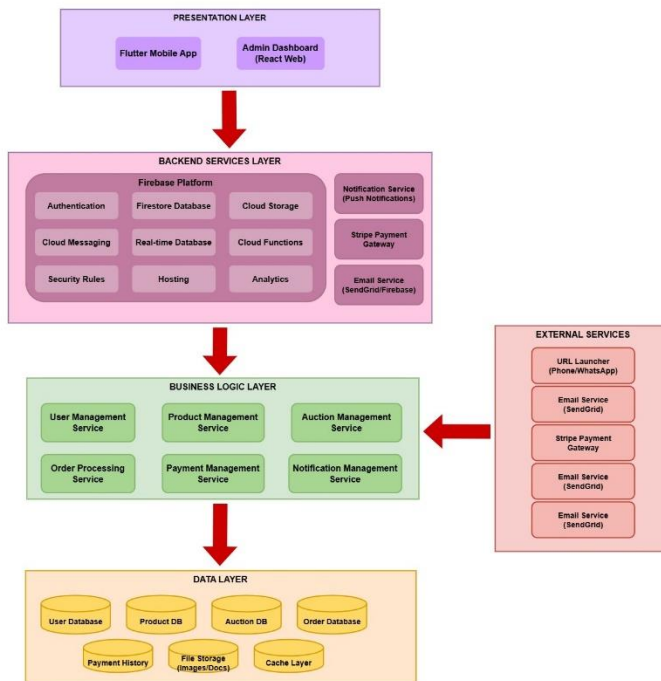 PRESENTATION LAYER
Flutter Mobile App
Admin Dashboard
(React Web)
BACKEND SERVICES LAYER
Firebase Platform
Authentication
Firestore Database
Cloud Storage
Cloud Messaging
Real-time Database
Cloud Functions
Security Rules
Hosting
Analytics
Notification Service
(Push Notifications)
Stripe Payment
Gateway
Email Service
(SendGrid/Firebase)
BUSINESS LOGIC LAYER
User Management
Service
Product Management
Service
Auction Management
Service
Order Processing
Service
Payment Management
Service
Notification Management
Service
EXTERNAL SERVICES
URL Launcher
(Phone/WhatsApp)
Email Service
(SendGrid)
Stripe Payment
Gateway
Email Service
(SendGrid)
Email Service
(SendGrid)
DATA LAYER
User Database
Product DB
Auction DB
Order Database
Payment History
File Storage
(Images/Docs)
Cache Layer